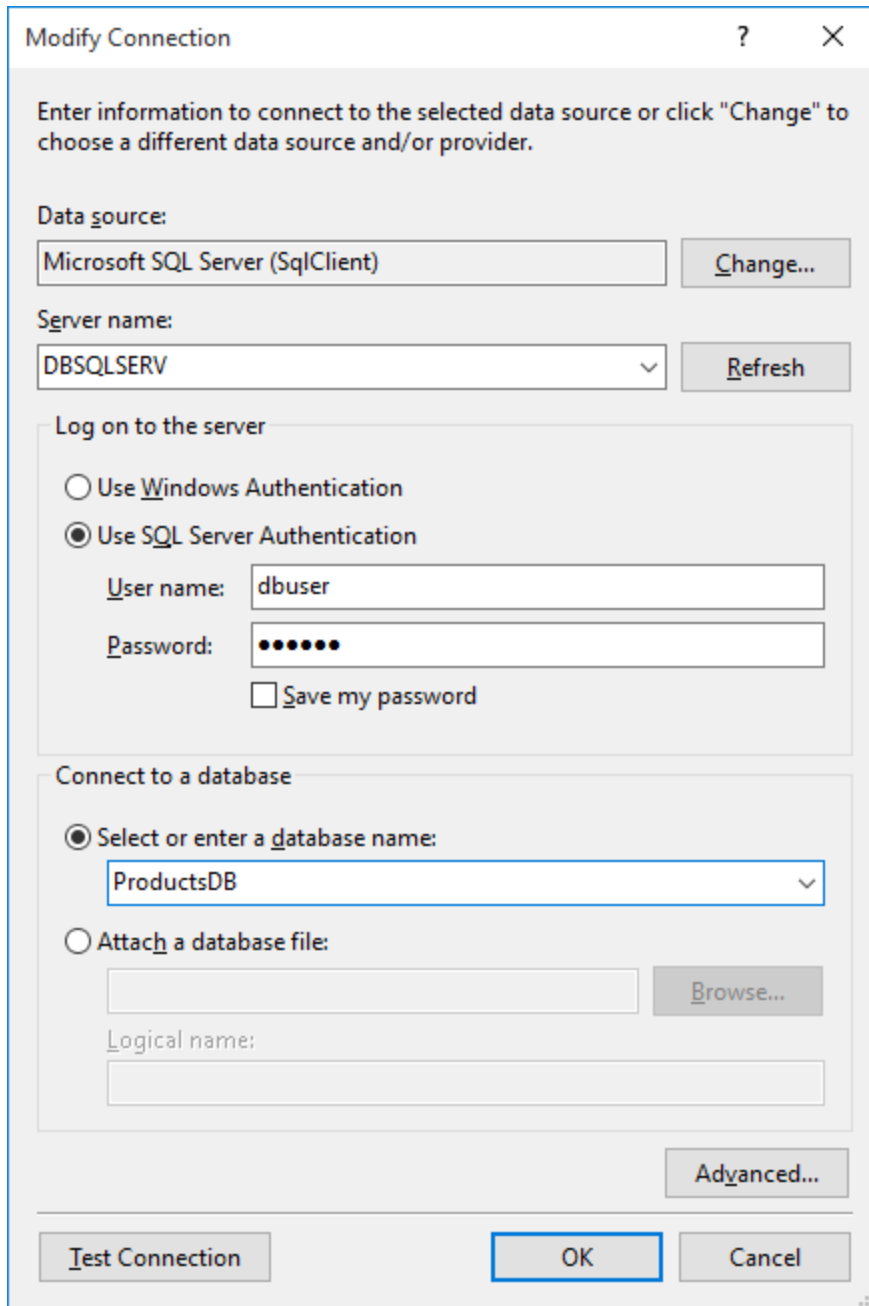 Modify Connection ?
Enter information to connect to the selected data source or click "Change" to
choose a different data source and/or provider.
Data source:
Microsoft SQL Server (SqlClient) Change...
Server name:
DBSQLSERV Refresh
Log on to the server
Use Windows Authentication
Use SQL Server Authentication
User name: dbuser
Password: ●●●●●●
Save my password
Connect to a database
Select or enter a database name:
ProductsDB
Attach a database file:
Browse...
Logical name:
Advanced...
Test Connection OK Cancel